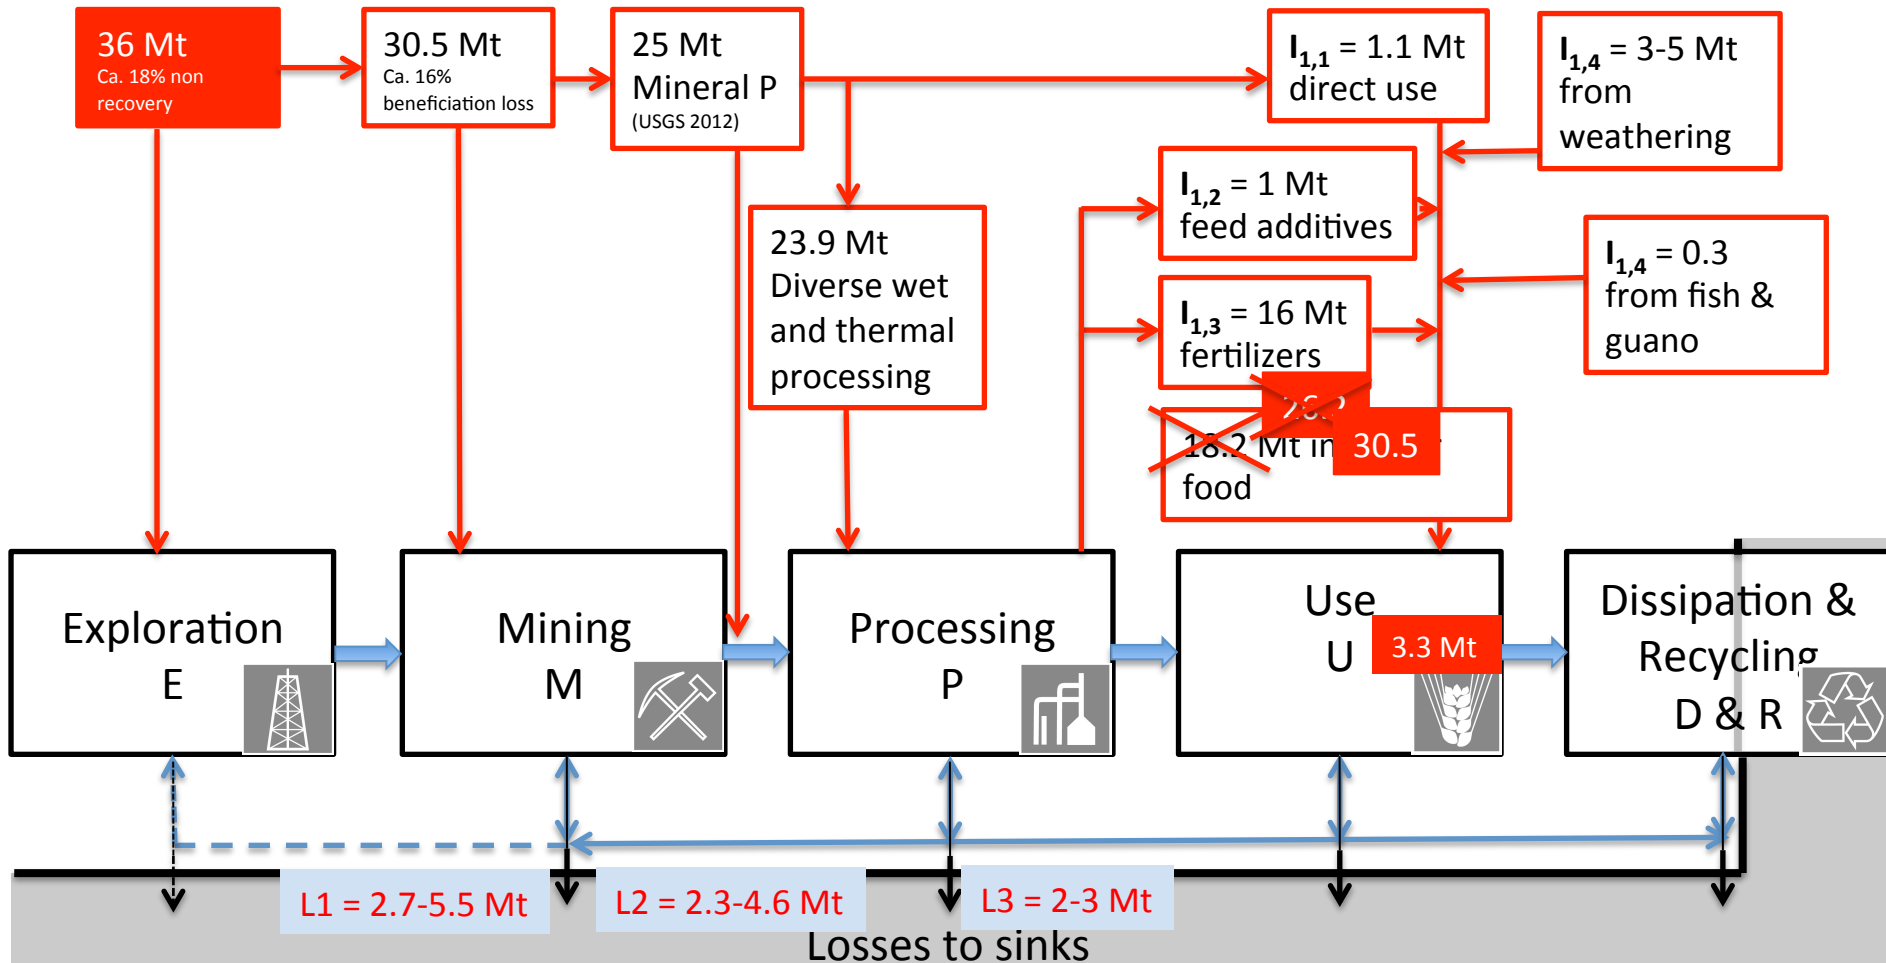 36 Mt
Ca. 18% non
recovery
30.5 Mt
Ca. 16%
beneficiation loss
25 Mt
Mineral P
(USGS 2012)
I1,1 = 1.1 Mt
direct use
I1,4 = 3-5 Mt
from
weathering
I1,2 = 1 Mt
feed additives
23.9 Mt
Diverse wet
and thermal
processing
I1,4 = 0.3
from fish &
guano
I1,3 = 16 Mt
fertilizers
26.2
18.2 Mt in
30.5
food
Exploration
E
Mining
M
Processing
P
Use
U
3.3 Mt
Dissipation &
Recycling
D & R
L1 = 2.7-5.5 Mt
L2 = 2.3-4.6 Mt
L3 = 2-3 Mt
Losses to sinks